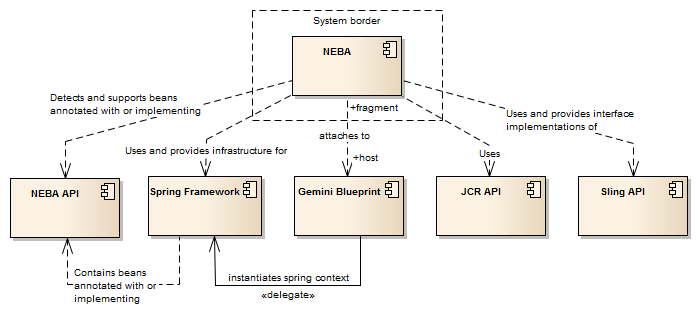 System border
NEBA
Detects and supports beans
annotated with or implementing
+fragment
Uses and provides interface
implementations of
attaches to
Uses and provides infrastructure for
+host
Uses
NEBA API
Spring Framework
Gemini Blueprint
JCR API
Sling API
Contains beans
annotated with or
implementing
instantiates spring context
«delegate»